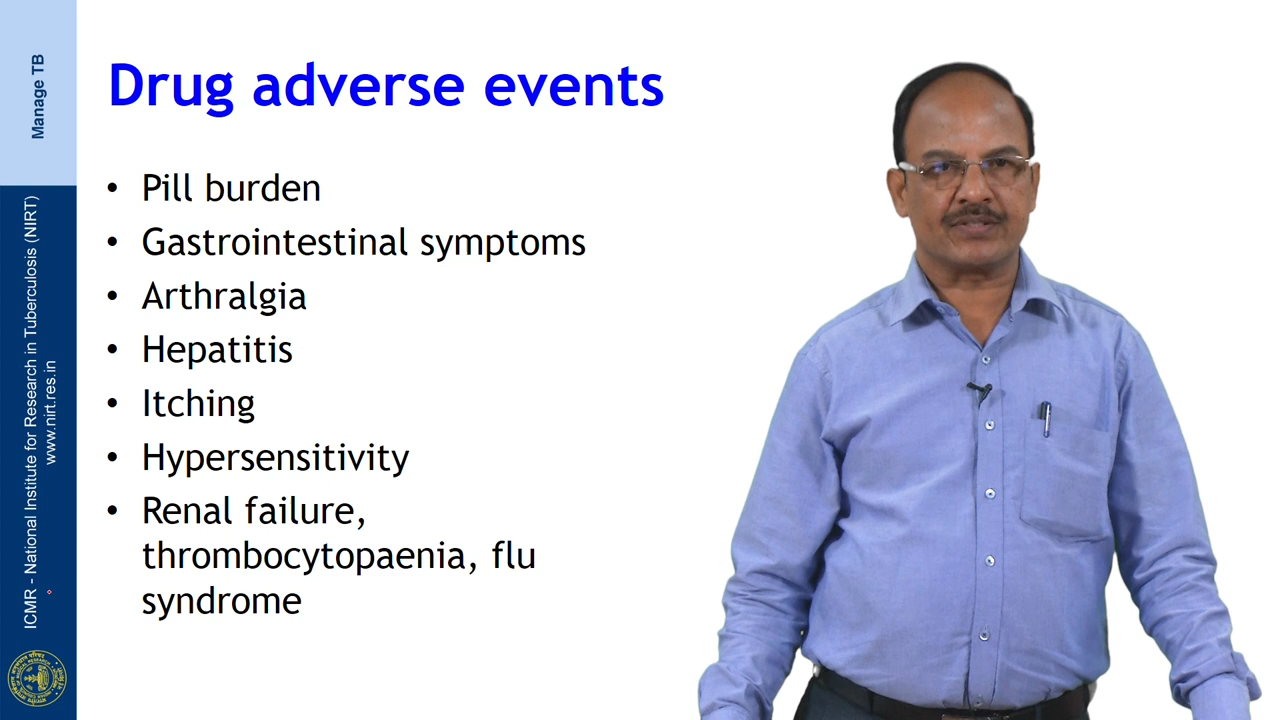 Manage TB
ICMR - National Institute for Research in Tuberculosis (NIRT)
www.nirt.res.in
Drug adverse events
• Pill burden
• Gastrointestinal symptoms
• Arthralgia
• Hepatitis
• Itching
• Hypersensitivity
• Renal failure,
thrombocytopaenia, flu
syndrome